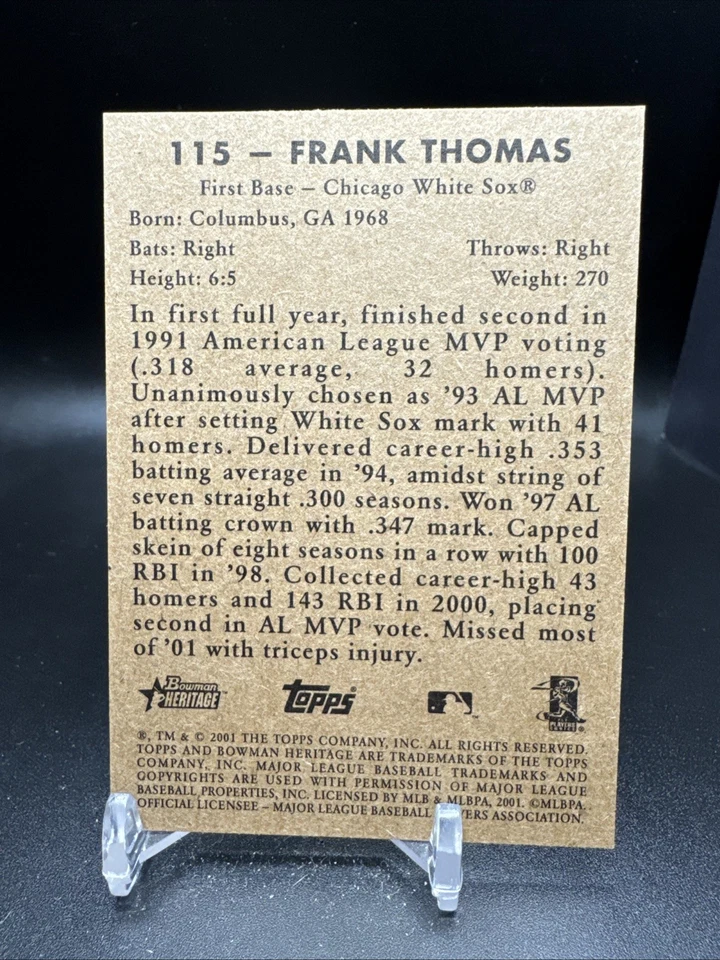 115 – FRANK THOMAS
First Base – Chicago White Sox®
Born: Columbus, GA 1968
Bats: Right Throws: Right
Height: 6:5 Weight: 270
In first full year, finished second in
1991 American League MVP voting
(.318 average, 32 homers).
Unanimously chosen as '93 AL MVP
after setting White Sox mark with 41
homers. Delivered career-high .353
batting average in '94, amidst string of
seven straight .300 seasons. Won '97 AL
batting crown with .347 mark. Capped
skein of eight seasons in a row with 100
RBI in '98. Collected career-high 43
homers and 143 RBI in 2000, placing
second in AL MVP vote. Missed most
of '01 with triceps injury.
Bowman HERITAGE TOPPS PLAYERS
®, TM & © 2001 THE TOPPS COMPANY, INC. ALL RIGHTS RESERVED.
TOPPS AND BOWMAN HERITAGE ARE TRADEMARKS OF THE TOPPS
COMPANY, INC. MAJOR LEAGUE BASEBALL TRADEMARKS AND
COPYRIGHTS ARE USED WITH PERMISSION OF MAJOR LEAGUE
BASEBALL PROPERTIES, INC. LICENSED BY MLB & MLBPA, 2001. ©MLBPA.
OFFICIAL LICENSEE – MAJOR LEAGUE BASEBALL YERS ASSOCIATION.